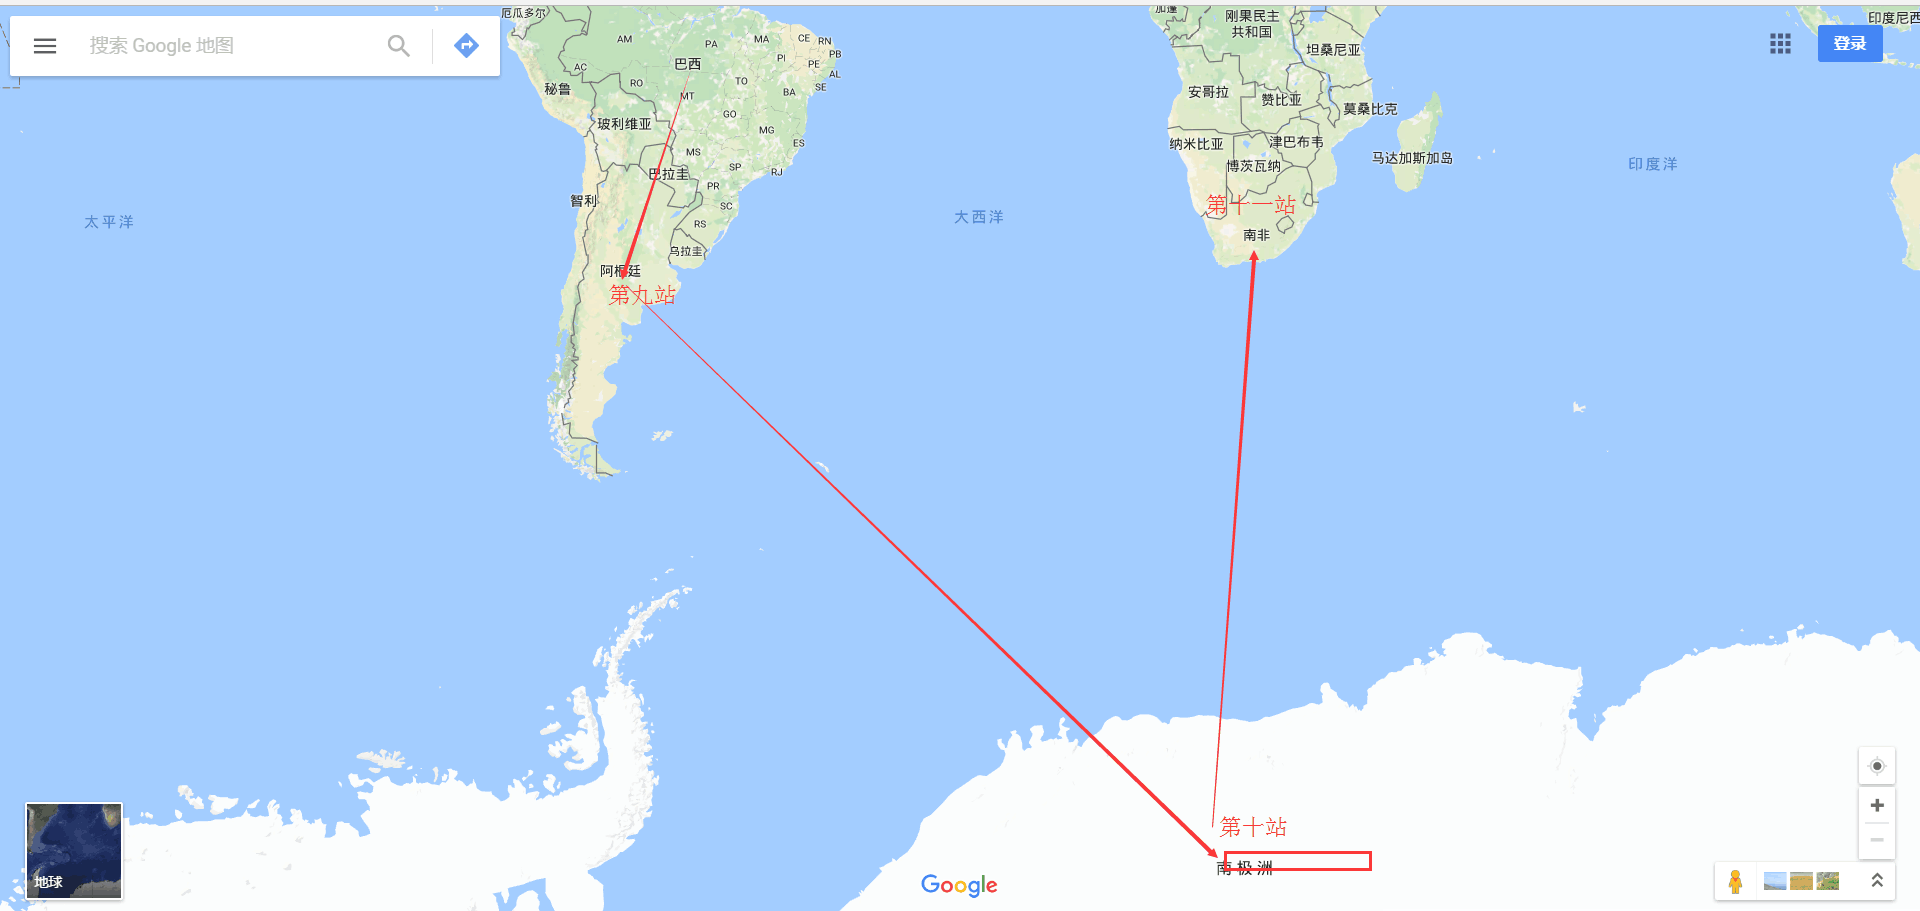 搜索 Google 地图
厄瓜多尔
AM
PA
MA
CE
RN
PB
PI
PE
AL
SE
巴西
AC
RO
TO
BA
秘鲁
MT
GO
玻利维亚
MG
ES
MS
SP
RJ
巴拉圭
PR
智利
SC
RS
乌拉圭
阿根廷
第九站
太平洋
大西洋
印度洋
加蓬
刚果民主
共和国
坦桑尼亚
安哥拉
赞比亚
莫桑比克
纳米比亚
津巴布韦
博茨瓦纳
马达加斯加岛
第十一站
南非
印度尼西
登录
第十站
南极洲
地球
Google